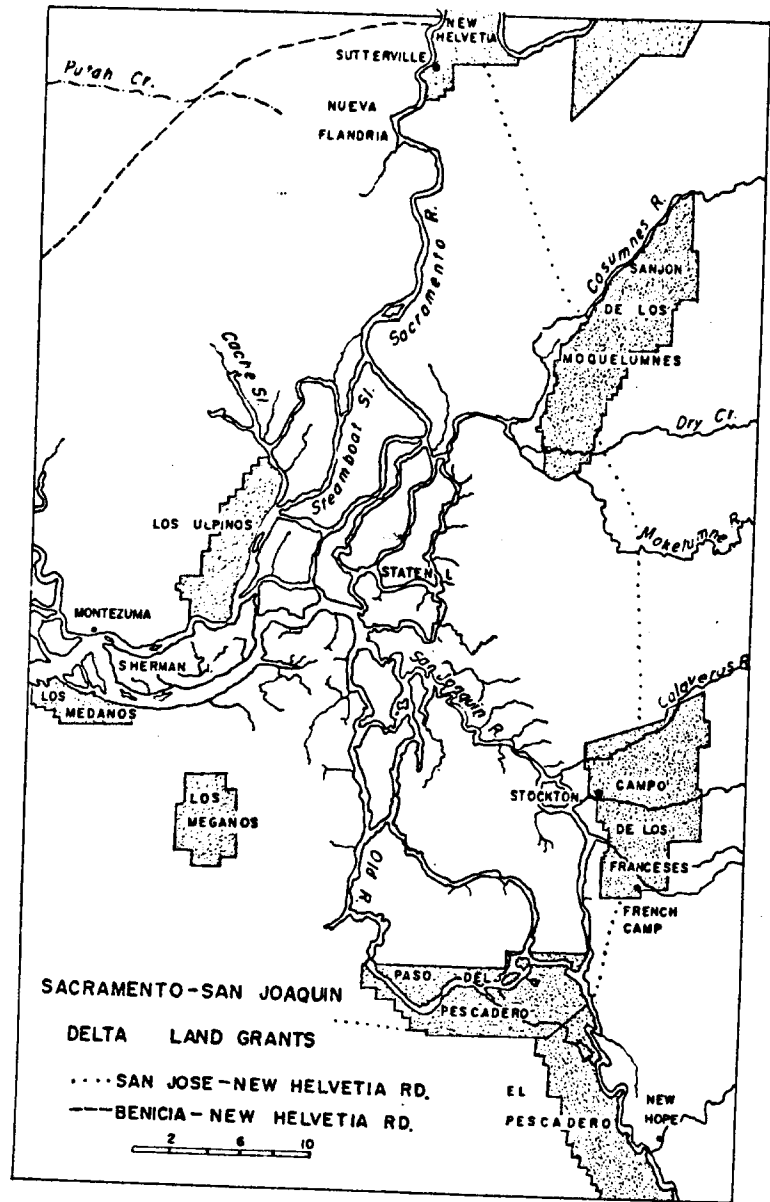 NEW
HELVETIA
SUTTERVILLE
Putah Cr.
NUEVA
FLANDRIA
Sacramento R.
Cosumnes R.
SANJON
DE LOS
MOQUELUMNES
Cache Sl.
Steamboat Sl.
Dry Cr.
LOS ULPINOS
Mokelumne R.
STATEN I.
MONTEZUMA
SHERMAN I.
San Joaquin R.
Calaveras R.
LOS
MEDANOS
LOS
MEGANOS
STOCKTON
CAMPO
DE LOS
FRANCESES
Old R.
FRENCH
CAMP
PASO DEL
PESCADERO
SACRAMENTO-SAN JOAQUIN
DELTA LAND GRANTS
.... SAN JOSE-NEW HELVETIA RD.
---- BENICIA-NEW HELVETIA RD.
2 6 10
EL
PESCADERO
NEW
HOPE